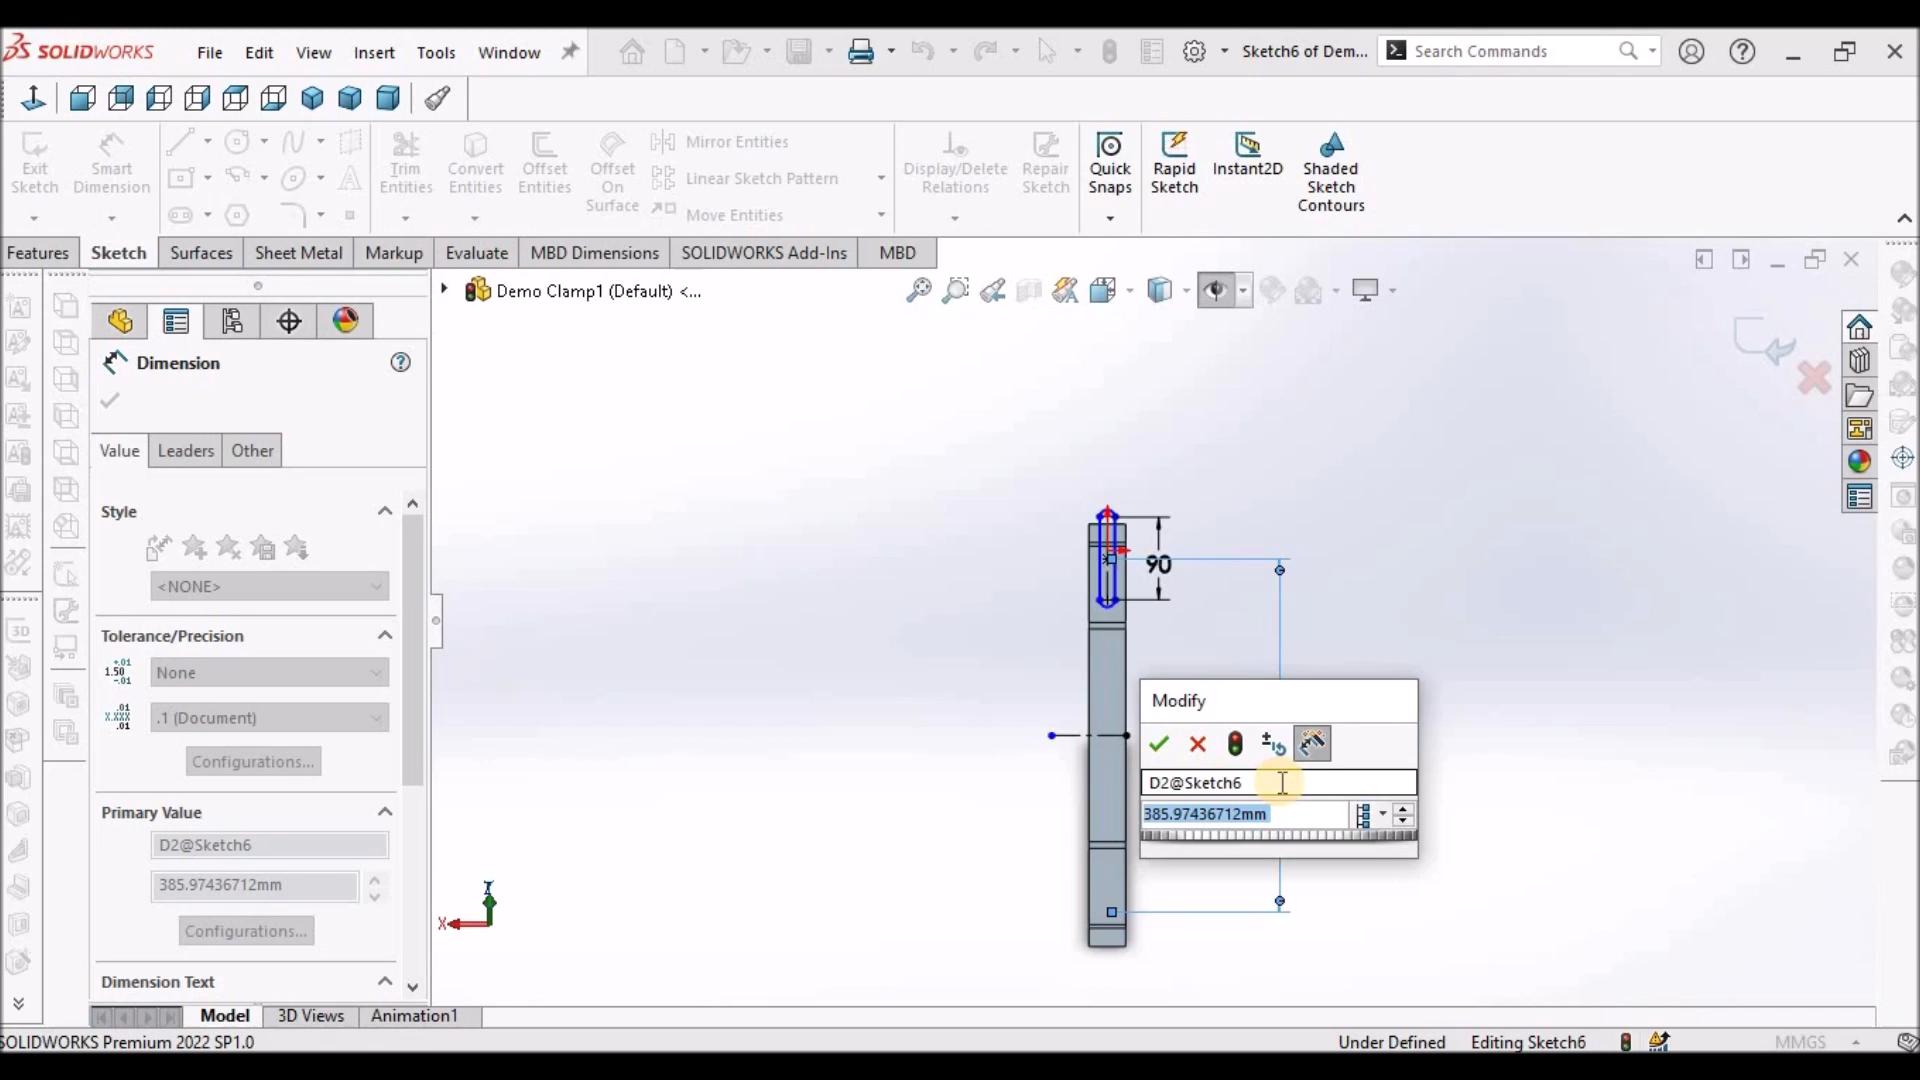 SOLIDWORKS
File Edit View Insert Tools Window
Sketch6 of Dem...
Search Commands
Exit Sketch
Smart Dimension
Trim Entities
Convert Entities
Offset Entities
Offset On Surface
Mirror Entities
Linear Sketch Pattern
Move Entities
Display/Delete Relations
Repair Sketch
Quick Snaps
Rapid Sketch
Instant2D
Shaded Sketch Contours
Features Sketch Surfaces Sheet Metal Markup Evaluate MBD Dimensions SOLIDWORKS Add-Ins MBD
Demo Clamp1 (Default) <...
Dimension
Value Leaders Other
Style
<NONE>
Tolerance/Precision
None
.1 (Document)
Configurations...
Primary Value
D2@Sketch6
385.97436712mm
Configurations...
Dimension Text
90
Modify
D2@Sketch6
385.97436712mm
X
Model 3D Views Animation1
SOLIDWORKS Premium 2022 SP1.0
Under Defined Editing Sketch6 MMGS